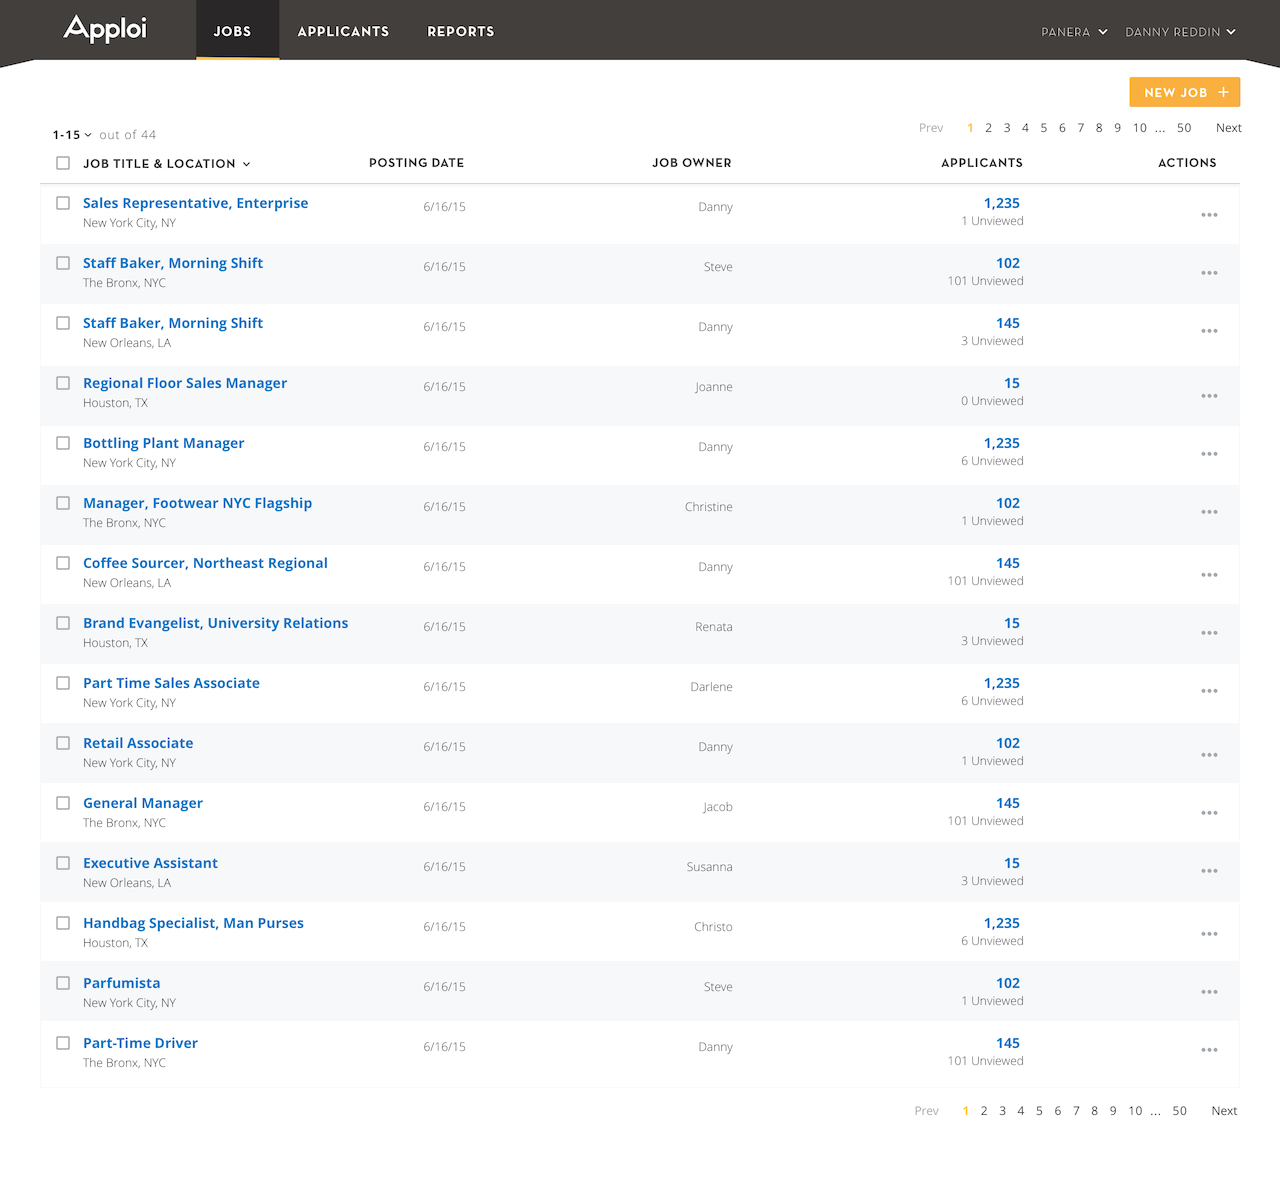 Apploi JOBS APPLICANTS REPORTS PANERA DANNY REDDIN
NEW JOB +
1-15 out of 44 Prev 1 2 3 4 5 6 7 8 9 10 ... 50 Next
JOB TITLE & LOCATION POSTING DATE JOB OWNER APPLICANTS ACTIONS
Sales Representative, Enterprise 6/16/15 Danny 1,235
New York City, NY 1 Unviewed
Staff Baker, Morning Shift 6/16/15 Steve 102
The Bronx, NYC 101 Unviewed
Staff Baker, Morning Shift 6/16/15 Danny 145
New Orleans, LA 3 Unviewed
Regional Floor Sales Manager 6/16/15 Joanne 15
Houston, TX 0 Unviewed
Bottling Plant Manager 6/16/15 Danny 1,235
New York City, NY 6 Unviewed
Manager, Footwear NYC Flagship 6/16/15 Christine 102
The Bronx, NYC 1 Unviewed
Coffee Sourcer, Northeast Regional 6/16/15 Danny 145
New Orleans, LA 101 Unviewed
Brand Evangelist, University Relations 6/16/15 Renata 15
Houston, TX 3 Unviewed
Part Time Sales Associate 6/16/15 Darlene 1,235
New York City, NY 6 Unviewed
Retail Associate 6/16/15 Danny 102
New York City, NY 1 Unviewed
General Manager 6/16/15 Jacob 145
The Bronx, NYC 101 Unviewed
Executive Assistant 6/16/15 Susanna 15
New Orleans, LA 3 Unviewed
Handbag Specialist, Man Purses 6/16/15 Christo 1,235
Houston, TX 6 Unviewed
Parfumista 6/16/15 Steve 102
New York City, NY 1 Unviewed
Part-Time Driver 6/16/15 Danny 145
The Bronx, NYC 101 Unviewed
Prev 1 2 3 4 5 6 7 8 9 10 ... 50 Next